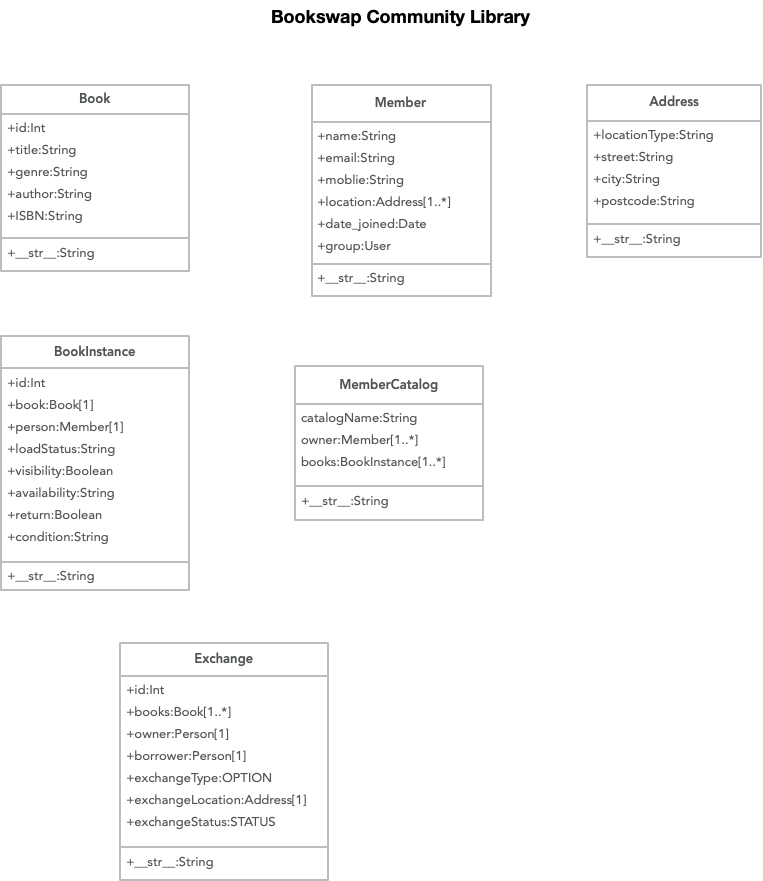 Bookswap Community Library
Book
+id:Int
+title:String
+genre:String
+author:String
+ISBN:String
+__str__:String
Member
+name:String
+email:String
+moblie:String
+location:Address[1..*]
+date_joined:Date
+group:User
+__str__:String
Address
+locationType:String
+street:String
+city:String
+postcode:String
+__str__:String
BookInstance
+id:Int
+book:Book[1]
+person:Member[1]
+loadStatus:String
+visibility:Boolean
+availability:String
+return:Boolean
+condition:String
+__str__:String
MemberCatalog
catalogName:String
owner:Member[1..*]
books:BookInstance[1..*]
+__str__:String
Exchange
+id:Int
+books:Book[1..*]
+owner:Person[1]
+borrower:Person[1]
+exchangeType:OPTION
+exchangeLocation:Address[1]
+exchangeStatus:STATUS
+__str__:String